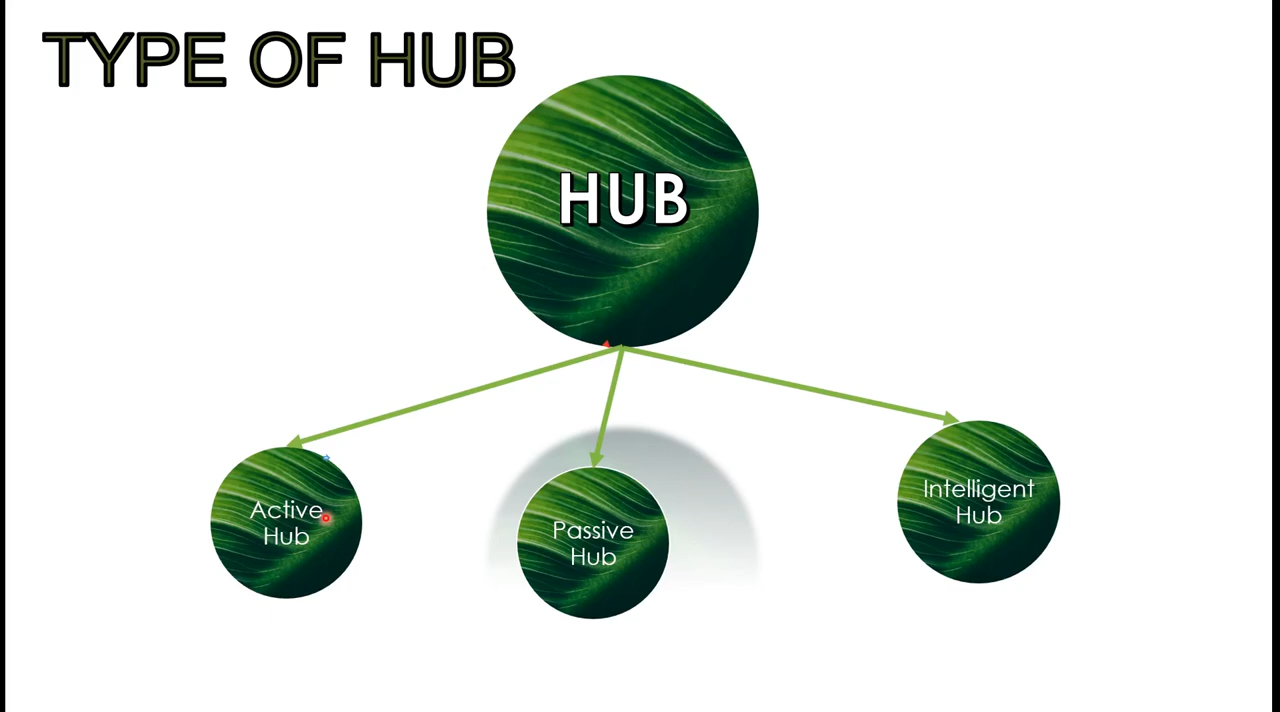 TYPE OF HUB
HUB
Active
Hub
Passive
Hub
Intelligent
Hub